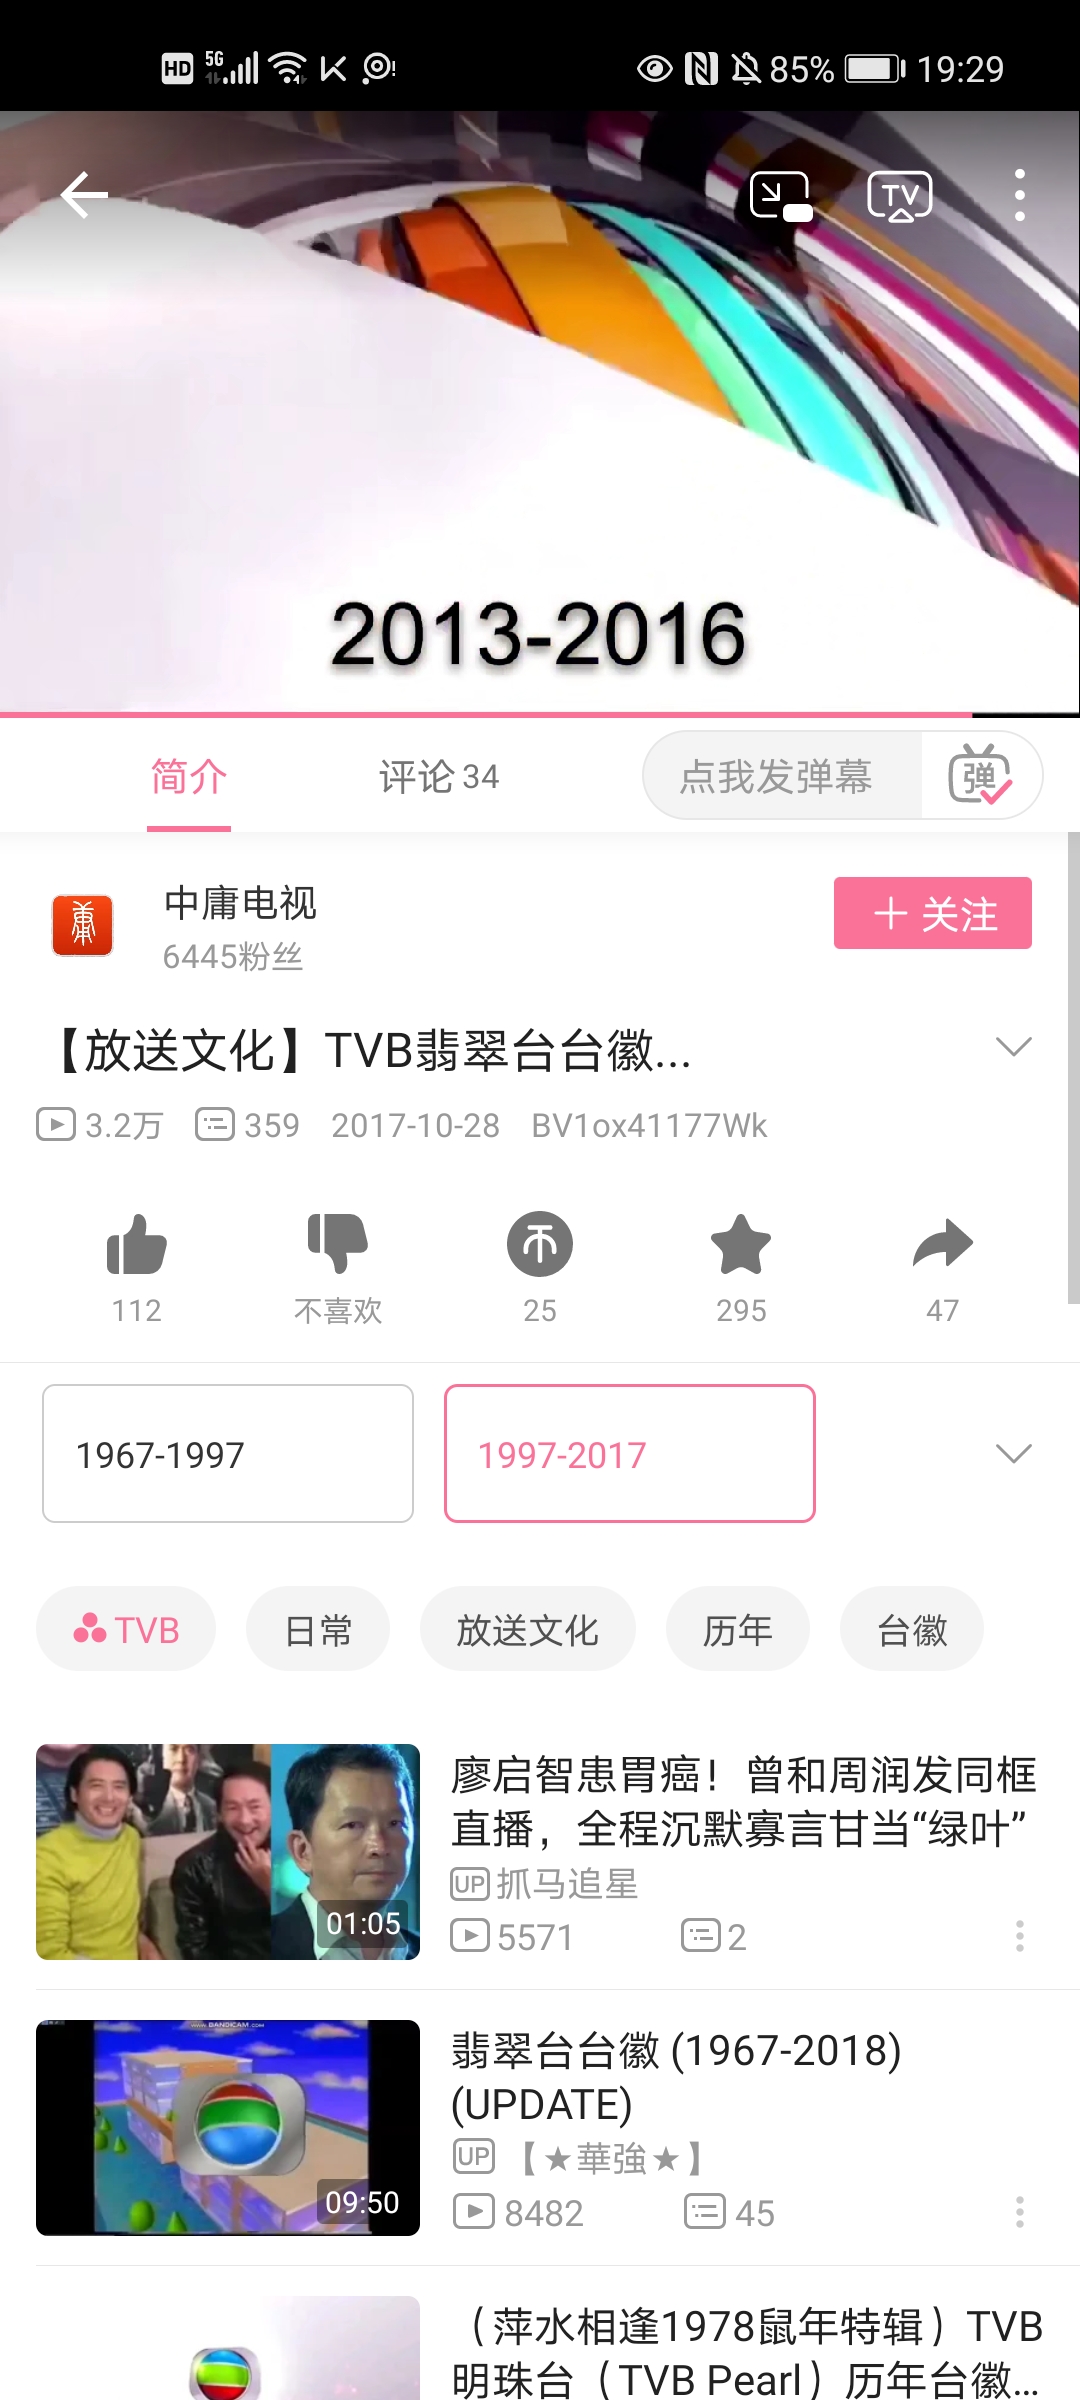 HD 5G 85% 19:29
TV
2013-2016
简介
评论 34
点我发弹幕
弹
中庸电视
6445粉丝
关注
【放送文化】TVB翡翠台台徽...
3.2万 359 2017-10-28 BV1ox41177Wk
112 不喜欢 25 295 47
1967-1997
1997-2017
TVB 日常 放送文化 历年 台徽
廖启智患胃癌！曾和周润发同框
直播，全程沉默寡言甘当“绿叶”
UP 抓马追星
5571 2
01:05
www.BANDICAM.com
翡翠台台徽 (1967-2018)
(UPDATE)
UP 【★華強★】
8482 45
09:50
（萍水相逢1978鼠年特辑）TVB
明珠台（TVB Pearl）历年台徽...